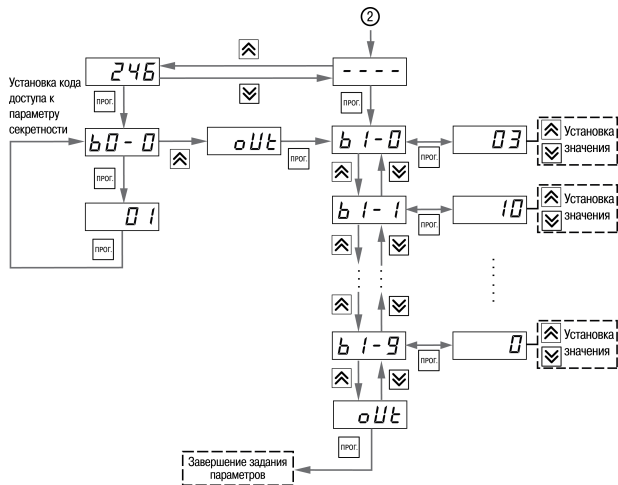 2
246
- - - -
Установка кода
доступа к
параметру
секретности
ПРОГ.
ПРОГ.
b0-0
oUt
ПРОГ.
b1-0
ПРОГ.
03
Установка
значения
ПРОГ.
01
ПРОГ.
b1-1
ПРОГ.
10
Установка
значения
b1-9
ПРОГ.
0
Установка
значения
oUt
ПРОГ.
Завершение задания
параметров